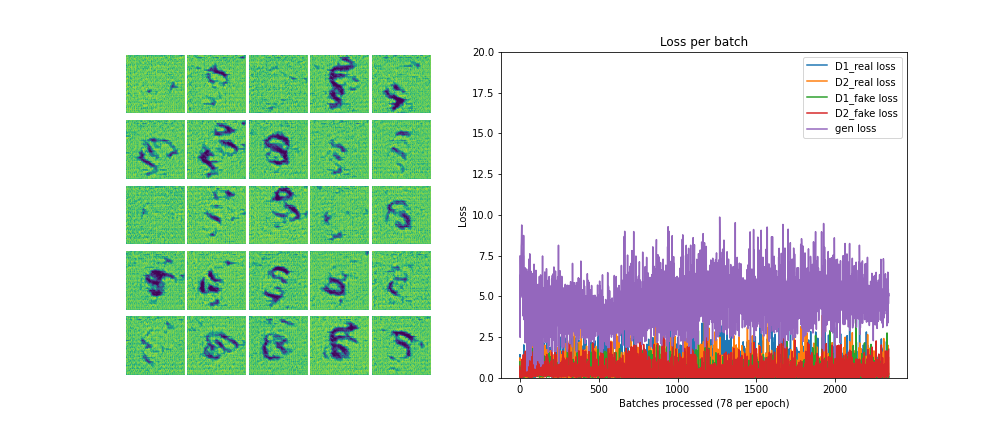 Loss per batch
20.0
17.5
15.0
12.5
10.0
7.5
5.0
2.5
0.0
Loss
D1_real loss
D2_real loss
D1_fake loss
D2_fake loss
gen loss
0
500
1000
1500
2000
Batches processed (78 per epoch)